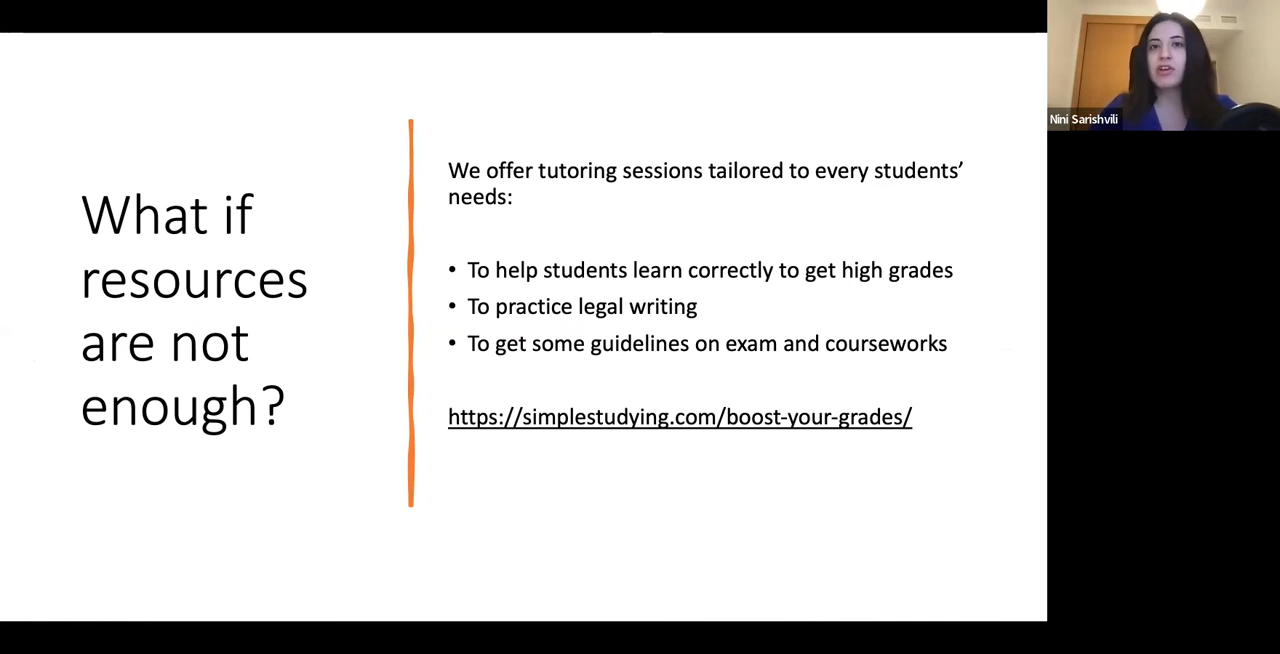 What if
resources
are not
enough?
We offer tutoring sessions tailored to every students’
needs:
• To help students learn correctly to get high grades
• To practice legal writing
• To get some guidelines on exam and courseworks
https://simplestudying.com/boost-your-grades/
Nini Sarishvili